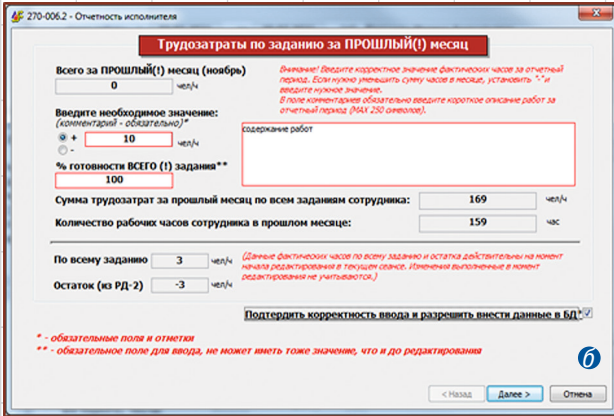 270-006.2 - Отчетность исполнителя
Трудозатраты по заданию за ПРОШЛЫЙ(!) месяц
Всего за ПРОШЛЫЙ(!) месяц (ноябрь)
0 чел/ч
Внимание! Введите корректное значение фактических часов за отчетный
период. Если нужно уменьшить сумму часов в месяце, установить "-" и
введите нужное значение.
В поле комментариев обязательно введите короткое описание работ за
отчетный период (MAX 250 символов).
Введите необходимое значение:
(комментарий - обязательно)*
+ 10 чел/ч
-
содержание работ
% готовности ВСЕГО (!) задания**
100
Сумма трудозатрат за прошлый месяц по всем заданиям сотрудника: 169 чел/ч
Количество рабочих часов сотрудника в прошлом месяце: 159 час
По всему заданию 3 чел/ч
Остаток (из РД-2) -3 чел/ч
(Данные фактических часов по всему заданию и остатка действительны на момент
начала редактирования в текущем сеансе. Изменения выполненные в момент
редактирования не учитываются.)
Подтердить корректность ввода и разрешить внести данные в БД*
* - обязательные поля и отметки
** - обязательное поле для ввода, не может иметь тоже значение, что и до редактирования
б
< Назад Далее > Отмена